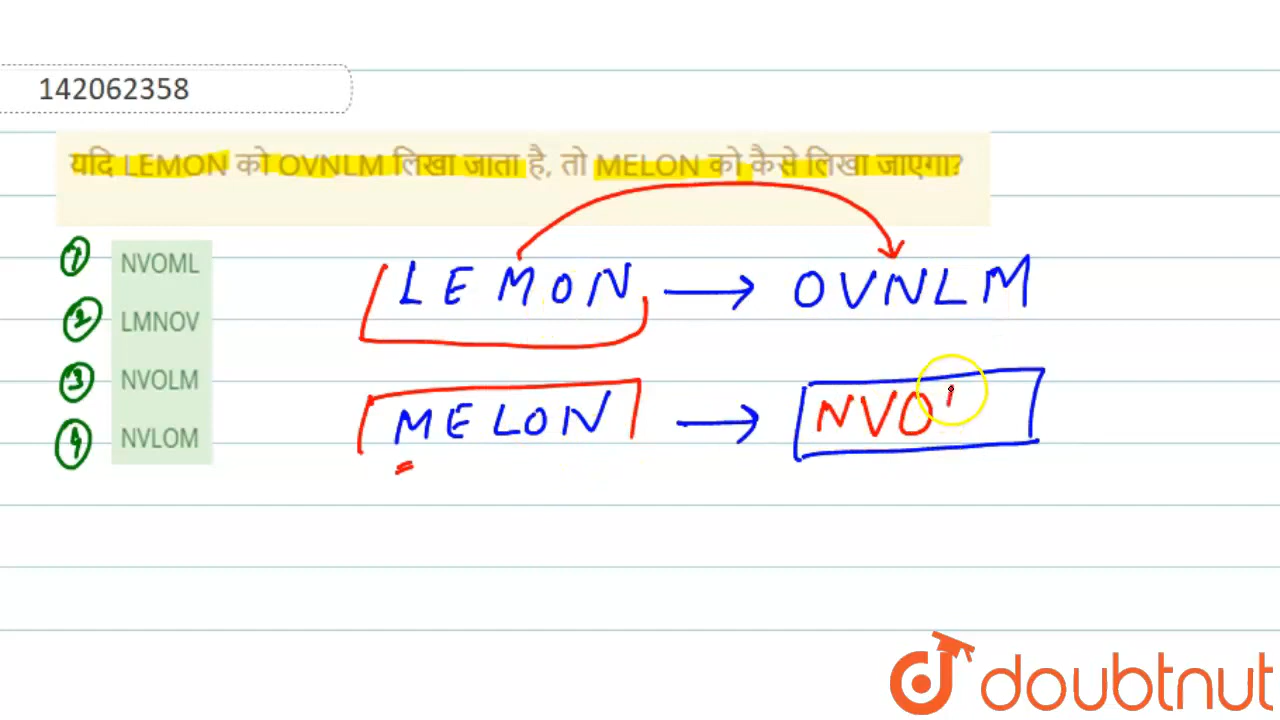 142062358
यदि LEMON को OVNLM लिखा जाता है, तो MELON को कैसे लिखा जाएगा?
1 NVOML
2 LMNOV
3 NVOLM
4 NVLOM
LEMON → OVNLM
MELON → NVO
doubtnut